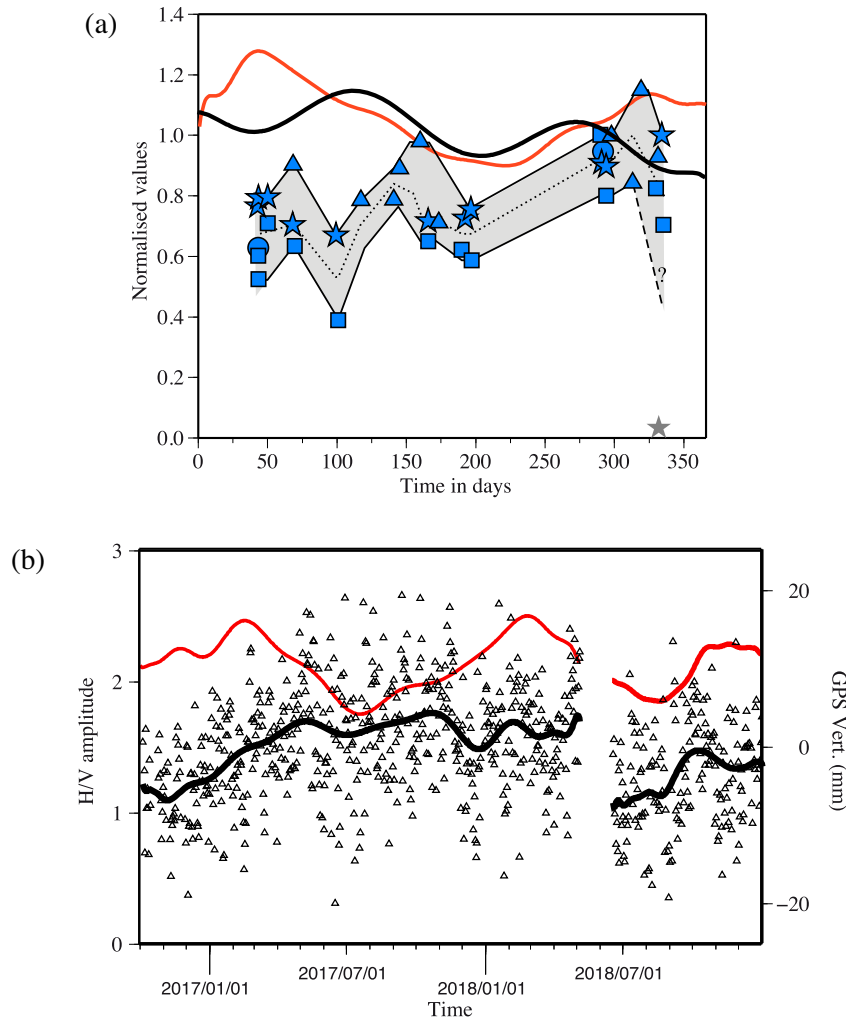 (a)
1.4
1.2
1.0
0.8
0.6
0.4
0.2
0.0
Normalised values
?
0 50 100 150 200 250 300 350
Time in days
(b)
3
2
1
0
H/V amplitude
20
0
−20
GPS Vert. (mm)
2017/01/01 2017/07/01 2018/01/01 2018/07/01
Time